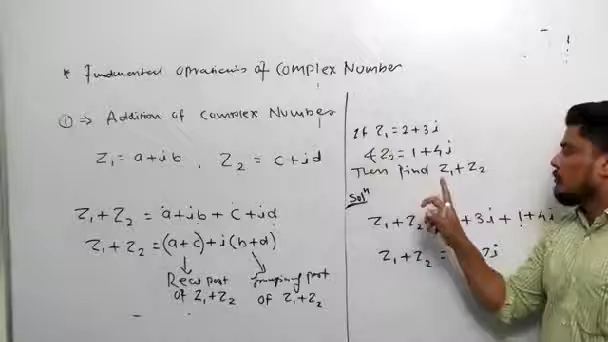 * Fundamental Operations of Complex Number
① ⇒ Addition of Complex Number
Z₁ = a+ib , Z₂ = c+id
Z₁+Z₂ = a+ib+c+id
Z₁+Z₂ = (a+c)+i(b+d)
Real part
of Z₁+Z₂
Imaginary part
of Z₁+Z₂
If Z₁=2+3i
& Z₂=1+4i
Then find Z₁+Z₂
Solⁿ
Z₁+Z₂ +3i+1+4i
Z₁+Z₂ = 7i